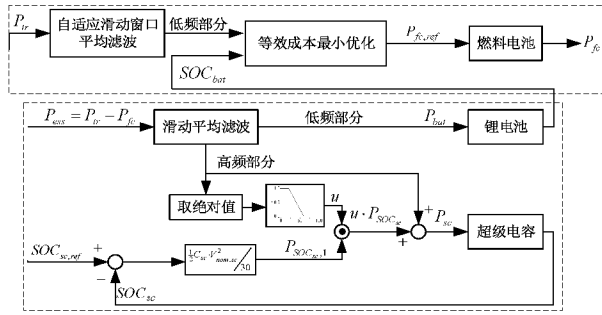 P_tr
自适应滑动窗口
平均滤波
低频部分
等效成本最小优化
P_fc,ref
燃料电池
P_fc
SOC_bat
P_ess = P_tr − P_fc
滑动平均滤波
低频部分
P_bat
锂电池
高频部分
取绝对值
u
u · P_SOC_sc
+
+
P_sc
超级电容
SOC_sc,ref
+
−
½C_sc·V²_nom,sc/30
P_SOC_sc,1
SOC_sc